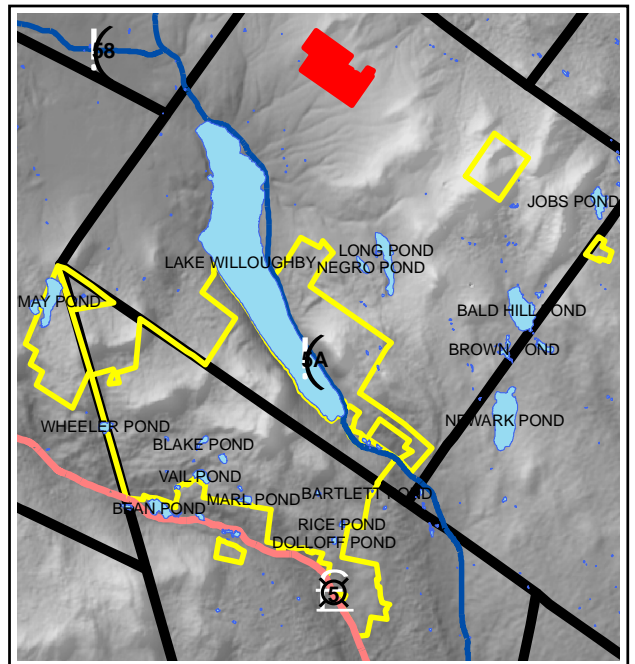 58
JOBS POND
LONG POND
LAKE WILLOUGHBY
NEGRO POND
MAY POND
BALD HILL POND
BROWN POND
5A
NEWARK POND
WHEELER POND
BLAKE POND
VAIL POND
MARL POND
BARTLETT POND
BEAN POND
RICE POND
DOLLOFF POND
5